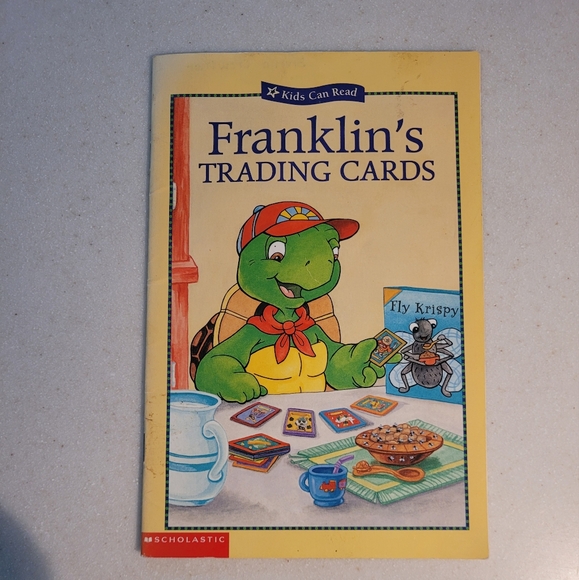 Kids Can Read
Franklin's
TRADING CARDS
Fly Krispy
SCHOLASTIC